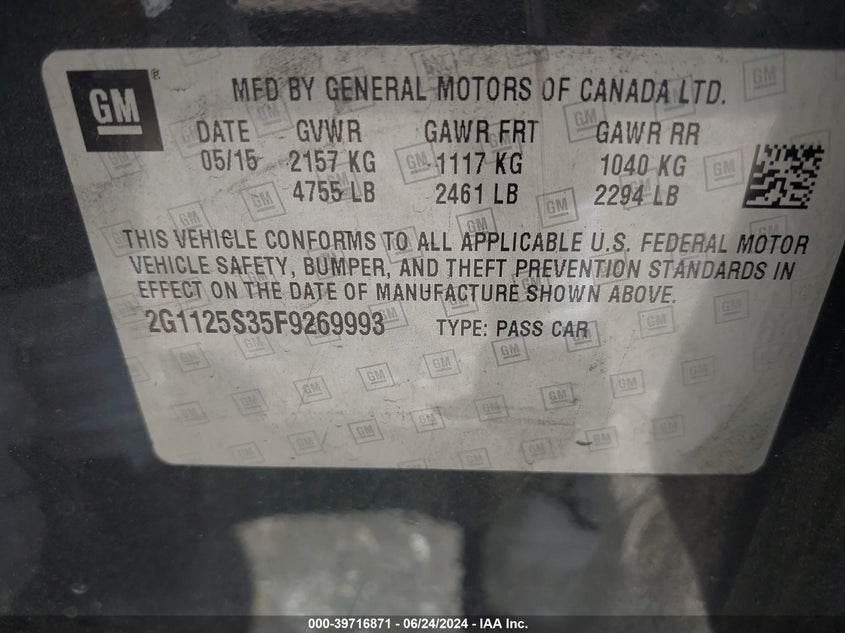 GM ®
MFD BY GENERAL MOTORS OF CANADA LTD.
DATE GVWR GAWR FRT GAWR RR
05/15 2157 KG 1117 KG 1040 KG
4755 LB 2461 LB 2294 LB
THIS VEHICLE CONFORMS TO ALL APPLICABLE U.S. FEDERAL MOTOR
VEHICLE SAFETY, BUMPER, AND THEFT PREVENTION STANDARDS IN
EFFECT ON THE DATE OF MANUFACTURE SHOWN ABOVE.
2G1125S35F9269993 TYPE: PASS CAR
000-39716871 - 06/24/2024 - IAA Inc.